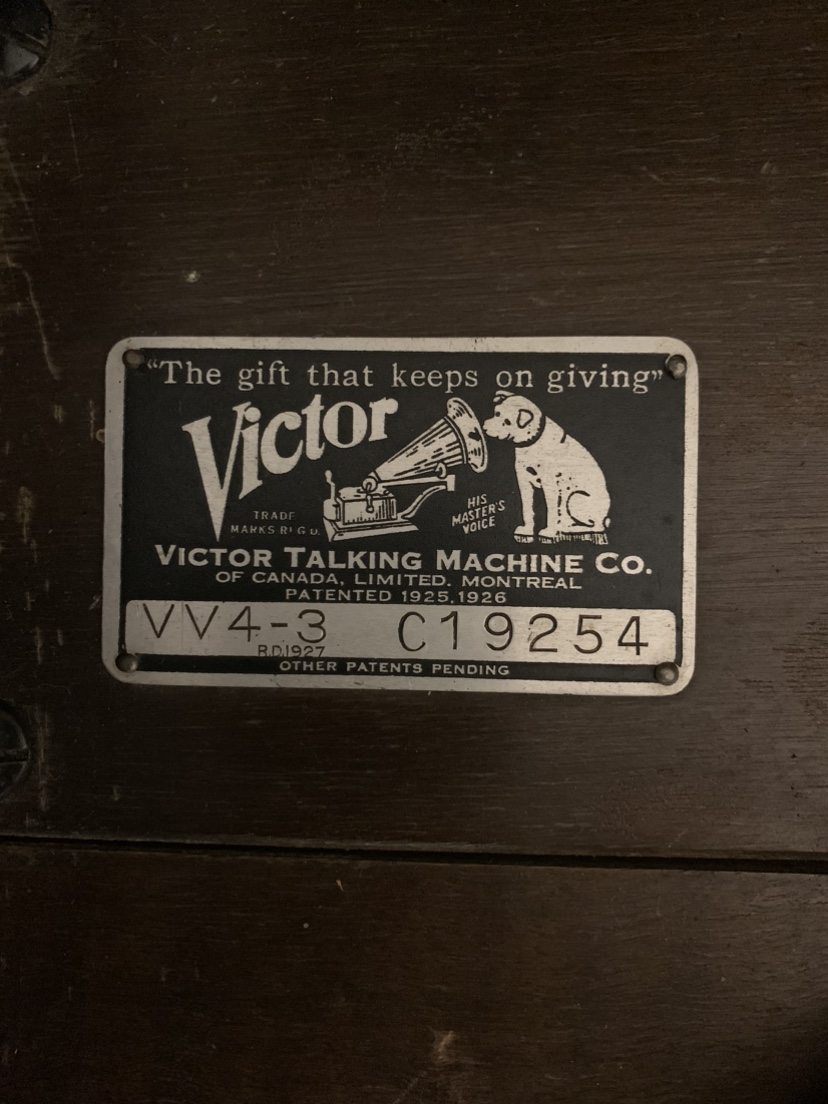 "The gift that keeps on giving"
Victor
TRADE
MARKS R'G'D.
HIS
MASTER'S
VOICE
VICTOR TALKING MACHINE CO.
OF CANADA, LIMITED. MONTREAL
PATENTED 1925,1926
VV4-3 C19254
R.D.1927
OTHER PATENTS PENDING